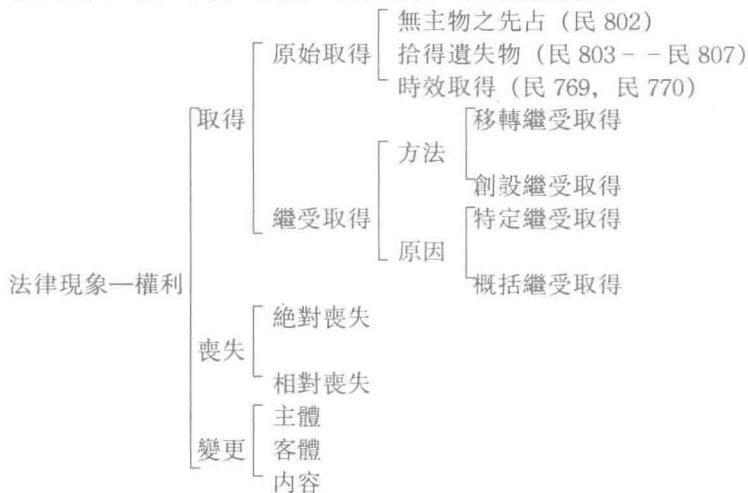 無主物之先占（民 802）
原始取得
拾得遺失物（民 803－－民 807）
時效取得（民 769，民 770）
取得
移轉繼受取得
方法
創設繼受取得
繼受取得
特定繼受取得
原因
概括繼受取得
法律現象—權利
絕對喪失
喪失
相對喪失
主體
變更
客體
内容